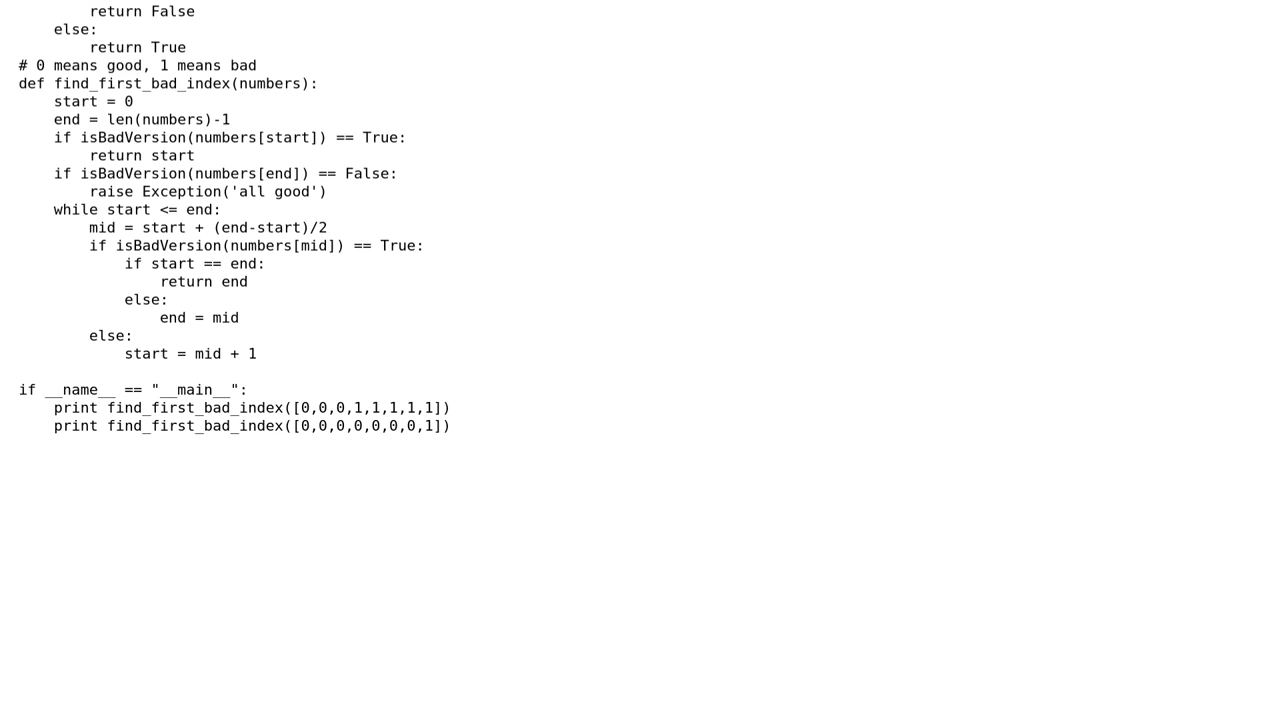 return False
    else:
        return True
# 0 means good, 1 means bad
def find_first_bad_index(numbers):
    start = 0
    end = len(numbers)-1
    if isBadVersion(numbers[start]) == True:
        return start
    if isBadVersion(numbers[end]) == False:
        raise Exception('all good')
    while start <= end:
        mid = start + (end-start)/2
        if isBadVersion(numbers[mid]) == True:
            if start == end:
                return end
            else:
                end = mid
        else:
            start = mid + 1

if __name__ == "__main__":
    print find_first_bad_index([0,0,0,1,1,1,1,1])
    print find_first_bad_index([0,0,0,0,0,0,0,1])